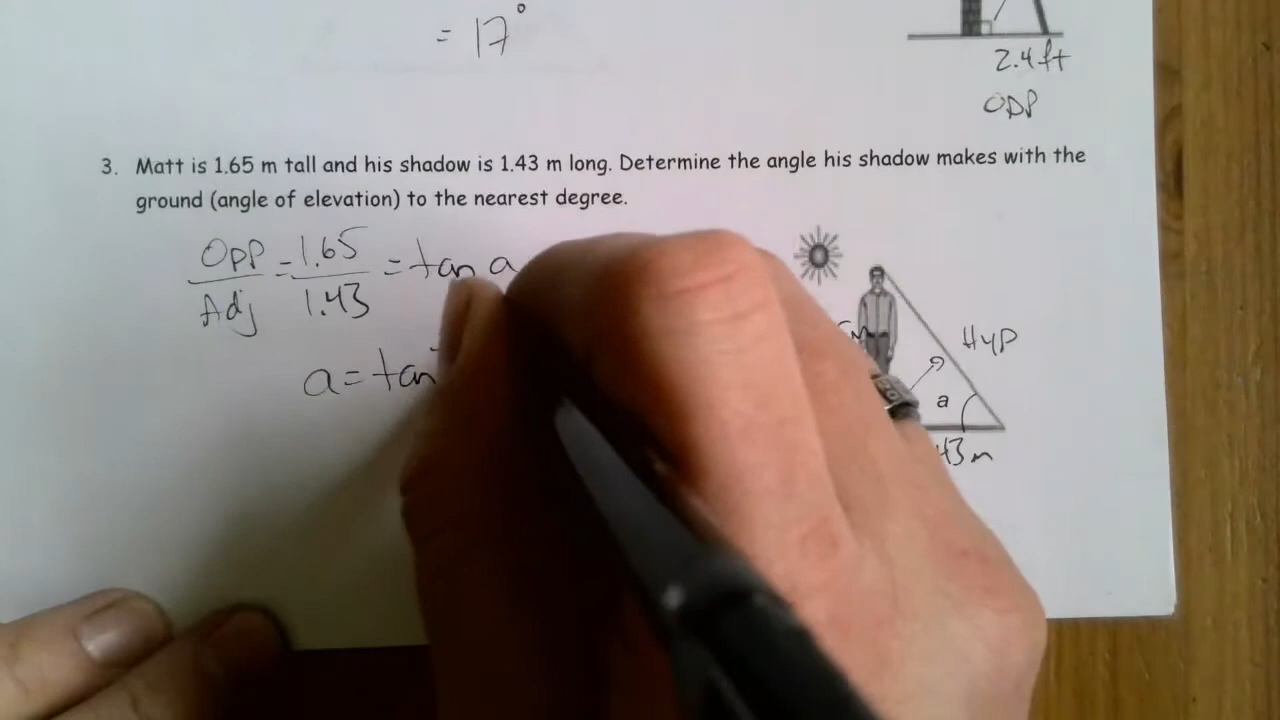 = 17°
2.4 ft
OPP
3. Matt is 1.65 m tall and his shadow is 1.43 m long. Determine the angle his shadow makes with the
ground (angle of elevation) to the nearest degree.
Opp = 1.65 = tan a
Adj 1.43
a = tan
Hyp
a
43 m